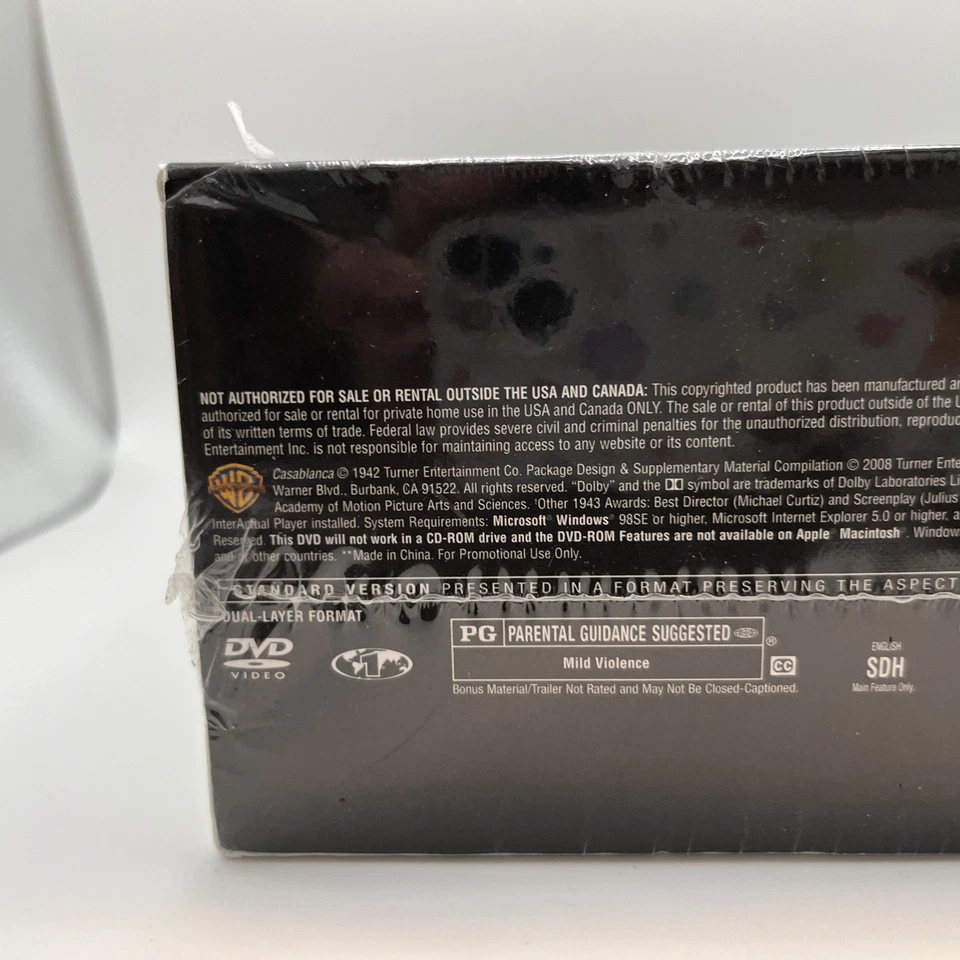 NOT AUTHORIZED FOR SALE OR RENTAL OUTSIDE THE USA AND CANADA: This copyrighted product has been manufactured
authorized for sale or rental for private home use in the USA and Canada ONLY. The sale or rental of this product outside of the
of its written terms of trade. Federal law provides severe civil and criminal penalties for the unauthorized distribution,
Entertainment Inc. is not responsible for maintaining access to any website or its content.
WB
Casablanca © 1942 Turner Entertainment Co. Package Design & Supplementary Material Compilation © 2008 Turner
Warner Blvd., Burbank, CA 91522. All rights reserved. "Dolby" and the DD symbol are trademarks of Dolby Laboratories
Academy of Motion Picture Arts and Sciences. †Other 1943 Awards: Best Director (Michael Curtiz) and Screenplay (Julius
InterActual Player installed. System Requirements: Microsoft® Windows® 98SE or higher, Microsoft Internet Explorer 5.0 or higher,
Reserved. This DVD will not work in a CD-ROM drive and the DVD-ROM Features are not available on Apple® Macintosh®.
and other countries. **Made in China. For Promotional Use Only.
STANDARD VERSION PRESENTED IN A FORMAT PRESERVING THE ASPECT
DUAL-LAYER FORMAT
DVD
VIDEO
1
PG PARENTAL GUIDANCE SUGGESTED ®
Mild Violence
CC
Bonus Material/Trailer Not Rated and May Not Be Closed-Captioned.
ENGLISH
SDH
Main Feature Only.